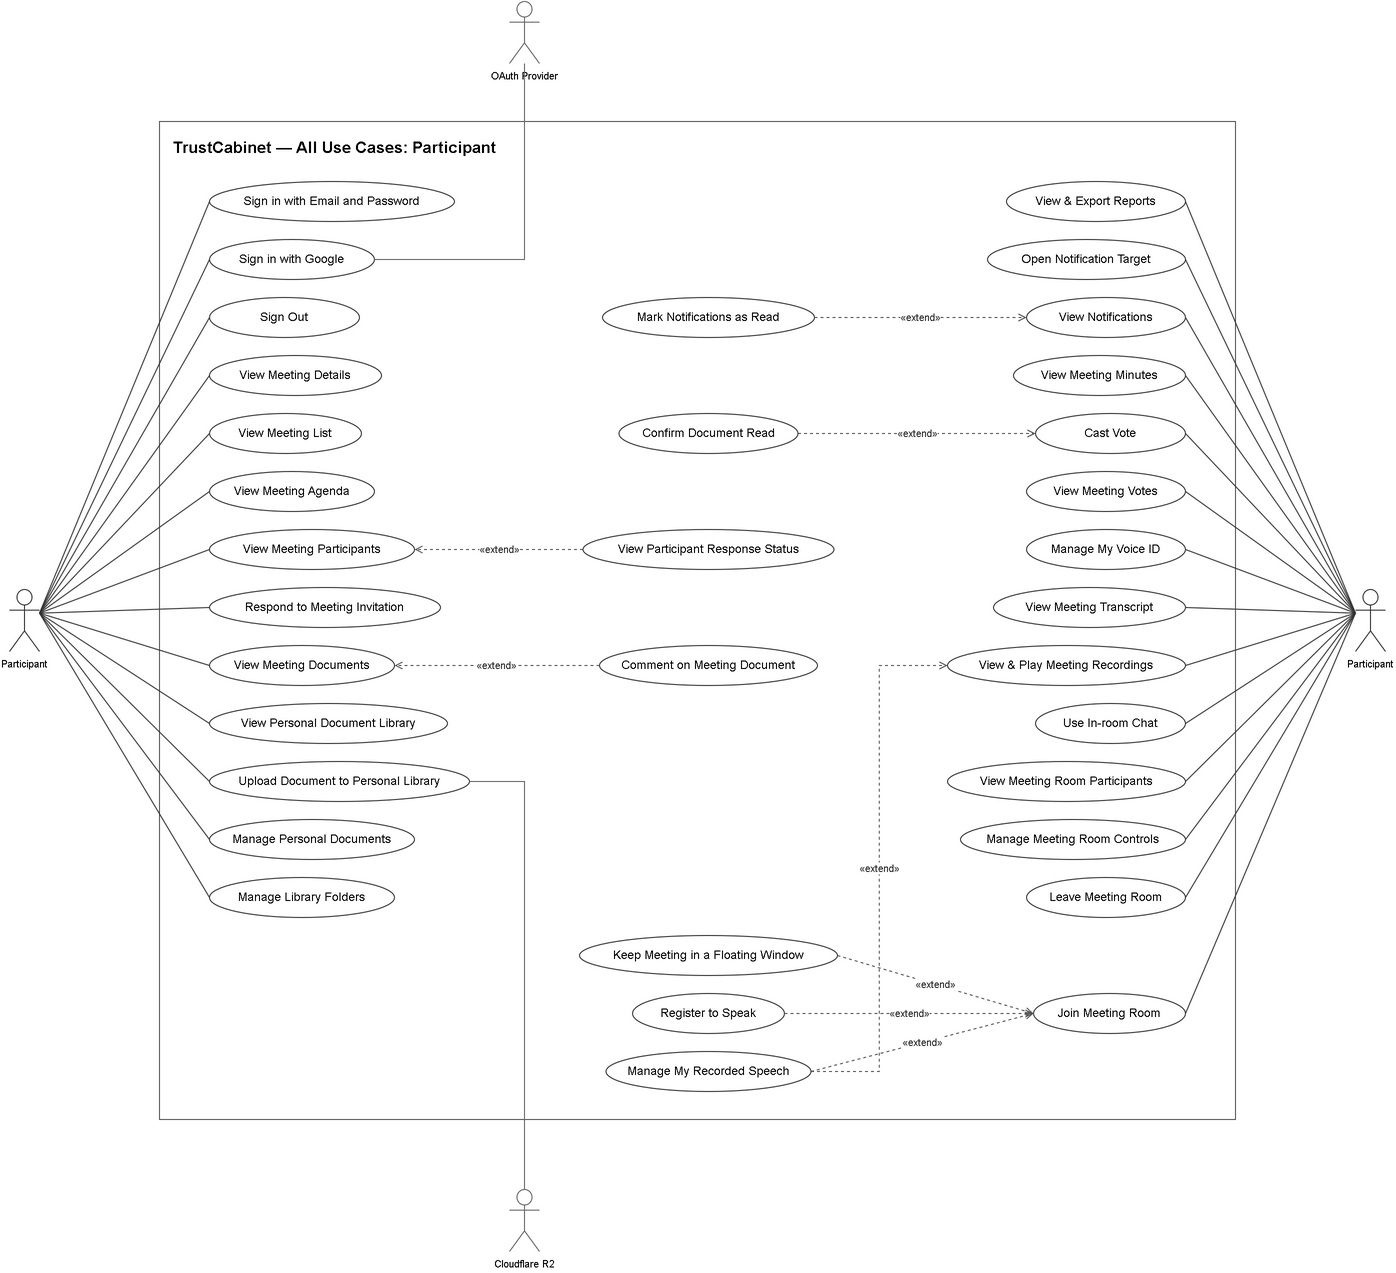 OAuth Provider
TrustCabinet — All Use Cases: Participant
Sign in with Email and Password
View & Export Reports
Sign in with Google
Open Notification Target
Sign Out
Mark Notifications as Read
«extend»
View Notifications
View Meeting Details
View Meeting Minutes
View Meeting List
Confirm Document Read
«extend»
Cast Vote
View Meeting Agenda
View Meeting Votes
View Meeting Participants
«extend»
View Participant Response Status
Manage My Voice ID
Respond to Meeting Invitation
View Meeting Transcript
Participant
Participant
View Meeting Documents
«extend»
Comment on Meeting Document
View & Play Meeting Recordings
View Personal Document Library
Use In-room Chat
Upload Document to Personal Library
View Meeting Room Participants
Manage Personal Documents
Manage Meeting Room Controls
«extend»
Manage Library Folders
Leave Meeting Room
Keep Meeting in a Floating Window
«extend»
Register to Speak
«extend»
Join Meeting Room
«extend»
Manage My Recorded Speech
Cloudflare R2